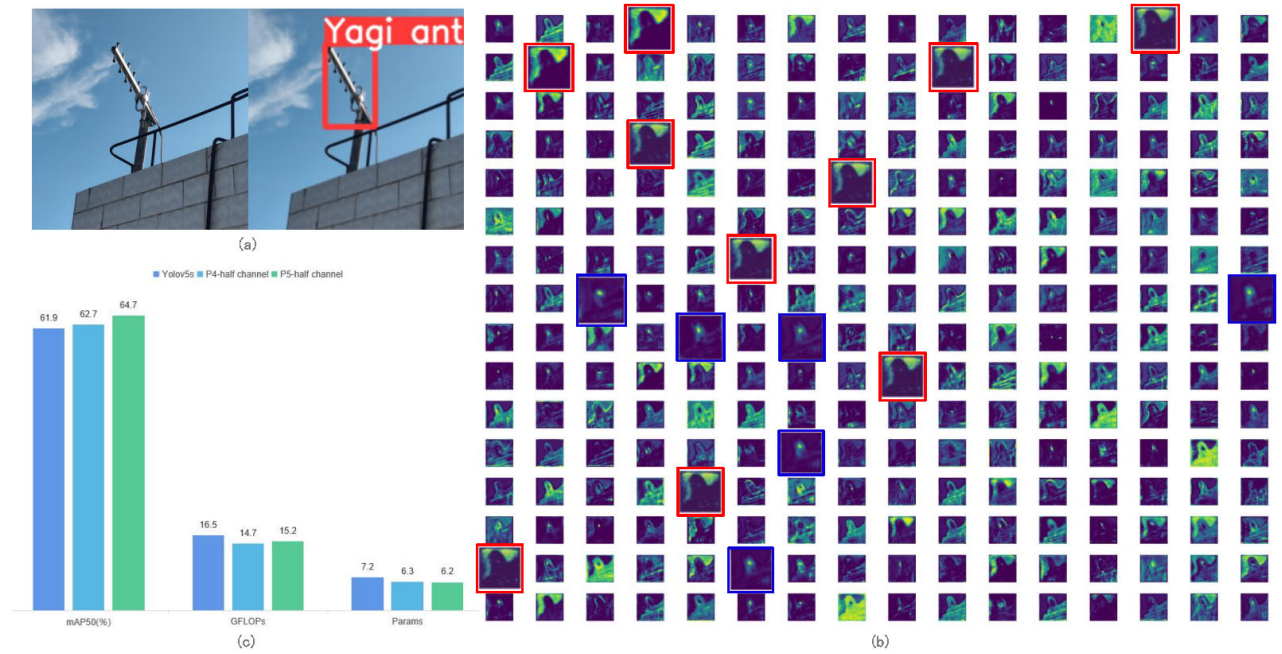 Yagi ant
(a)
Yolov5s P4-half channel P5-half channel
61.9 62.7 64.7
16.5 14.7 15.2
7.2 6.3 6.2
mAP50(%) GFLOPs Params
(c)
(b)